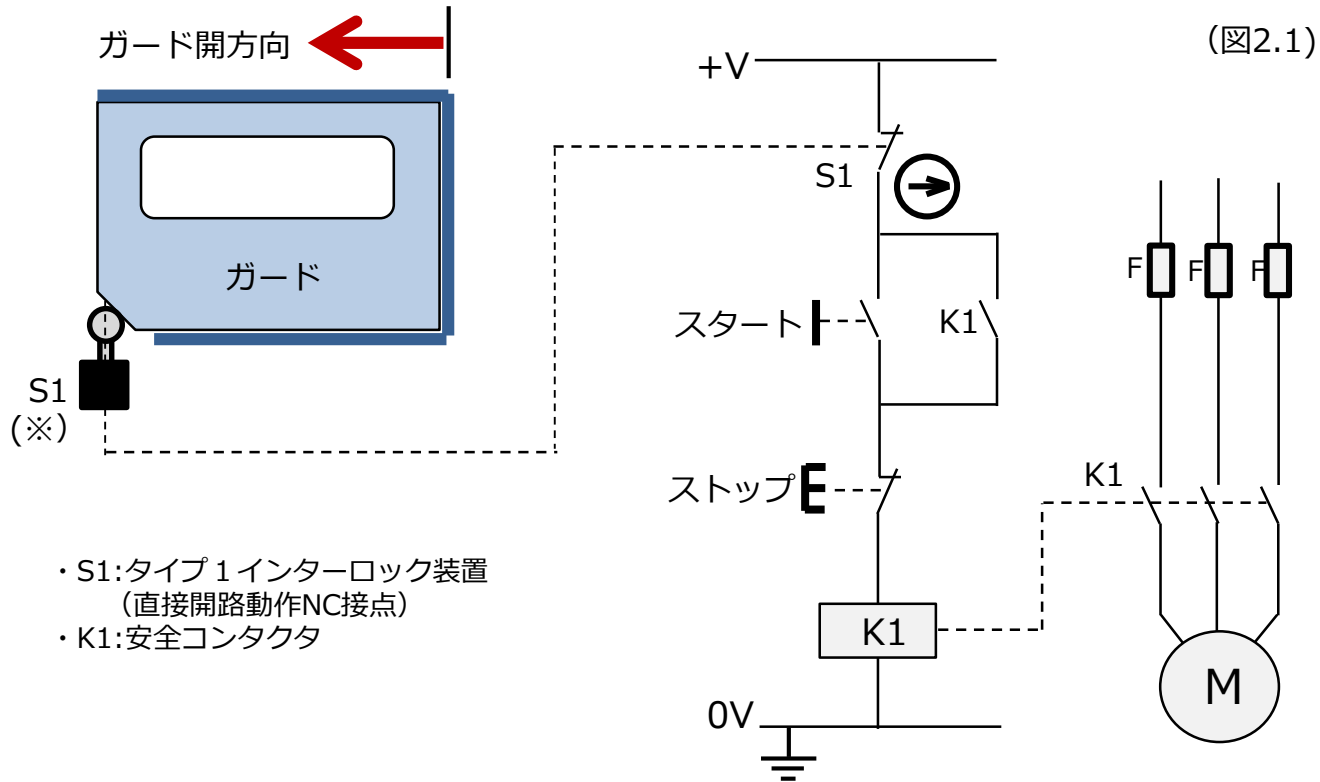 ガード開方向
(図2.1)
+V
S1
ガード
スタート
K1
F
F
F
S1
(※)
ストップ
K1
・S1:タイプ１インターロック装置
（直接開路動作NC接点）
・K1:安全コンタクタ
K1
M
0V